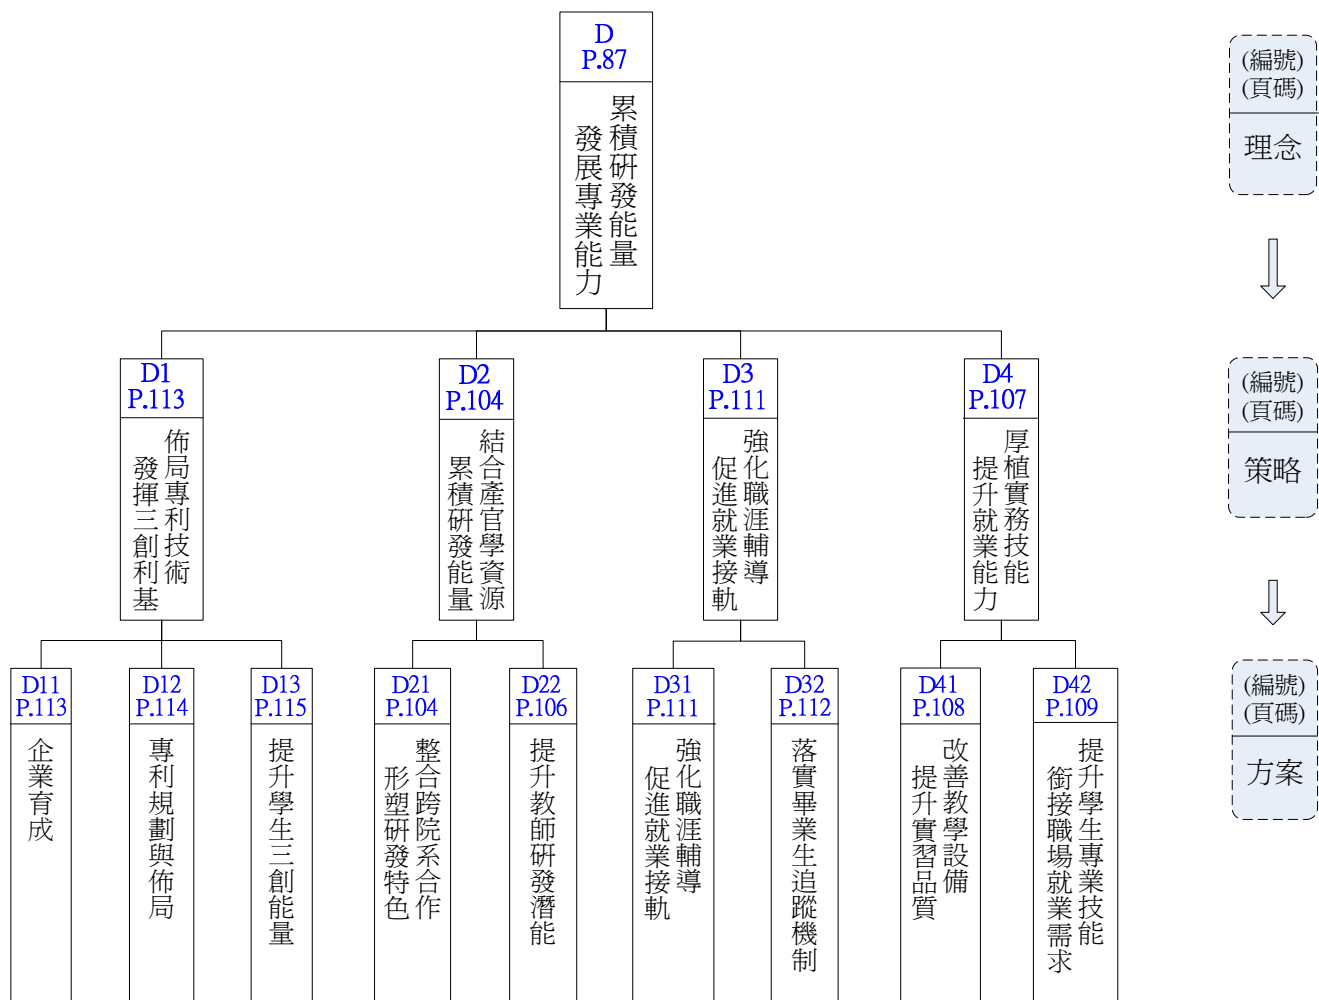 D
P.87
累積研發能量
發展專業能力
(編號)
(頁碼)
理念
D1
P.113
佈局專利技術
發揮三創利基
D2
P.104
結合產官學資源
累積研發能量
D3
P.111
強化職涯輔導
促進就業接軌
D4
P.107
厚植實務技能
提升就業能力
(編號)
(頁碼)
策略
D11
P.113
企業育成
D12
P.114
專利規劃與佈局
D13
P.115
提升學生三創能量
D21
P.104
整合跨院系合作
形塑研發特色
D22
P.106
提升教師研發潛能
D31
P.111
強化職涯輔導
促進就業接軌
D32
P.112
落實畢業生追蹤機制
D41
P.108
改善教學設備
提升實習品質
D42
P.109
提升學生專業技能
銜接職場就業需求
(編號)
(頁碼)
方案